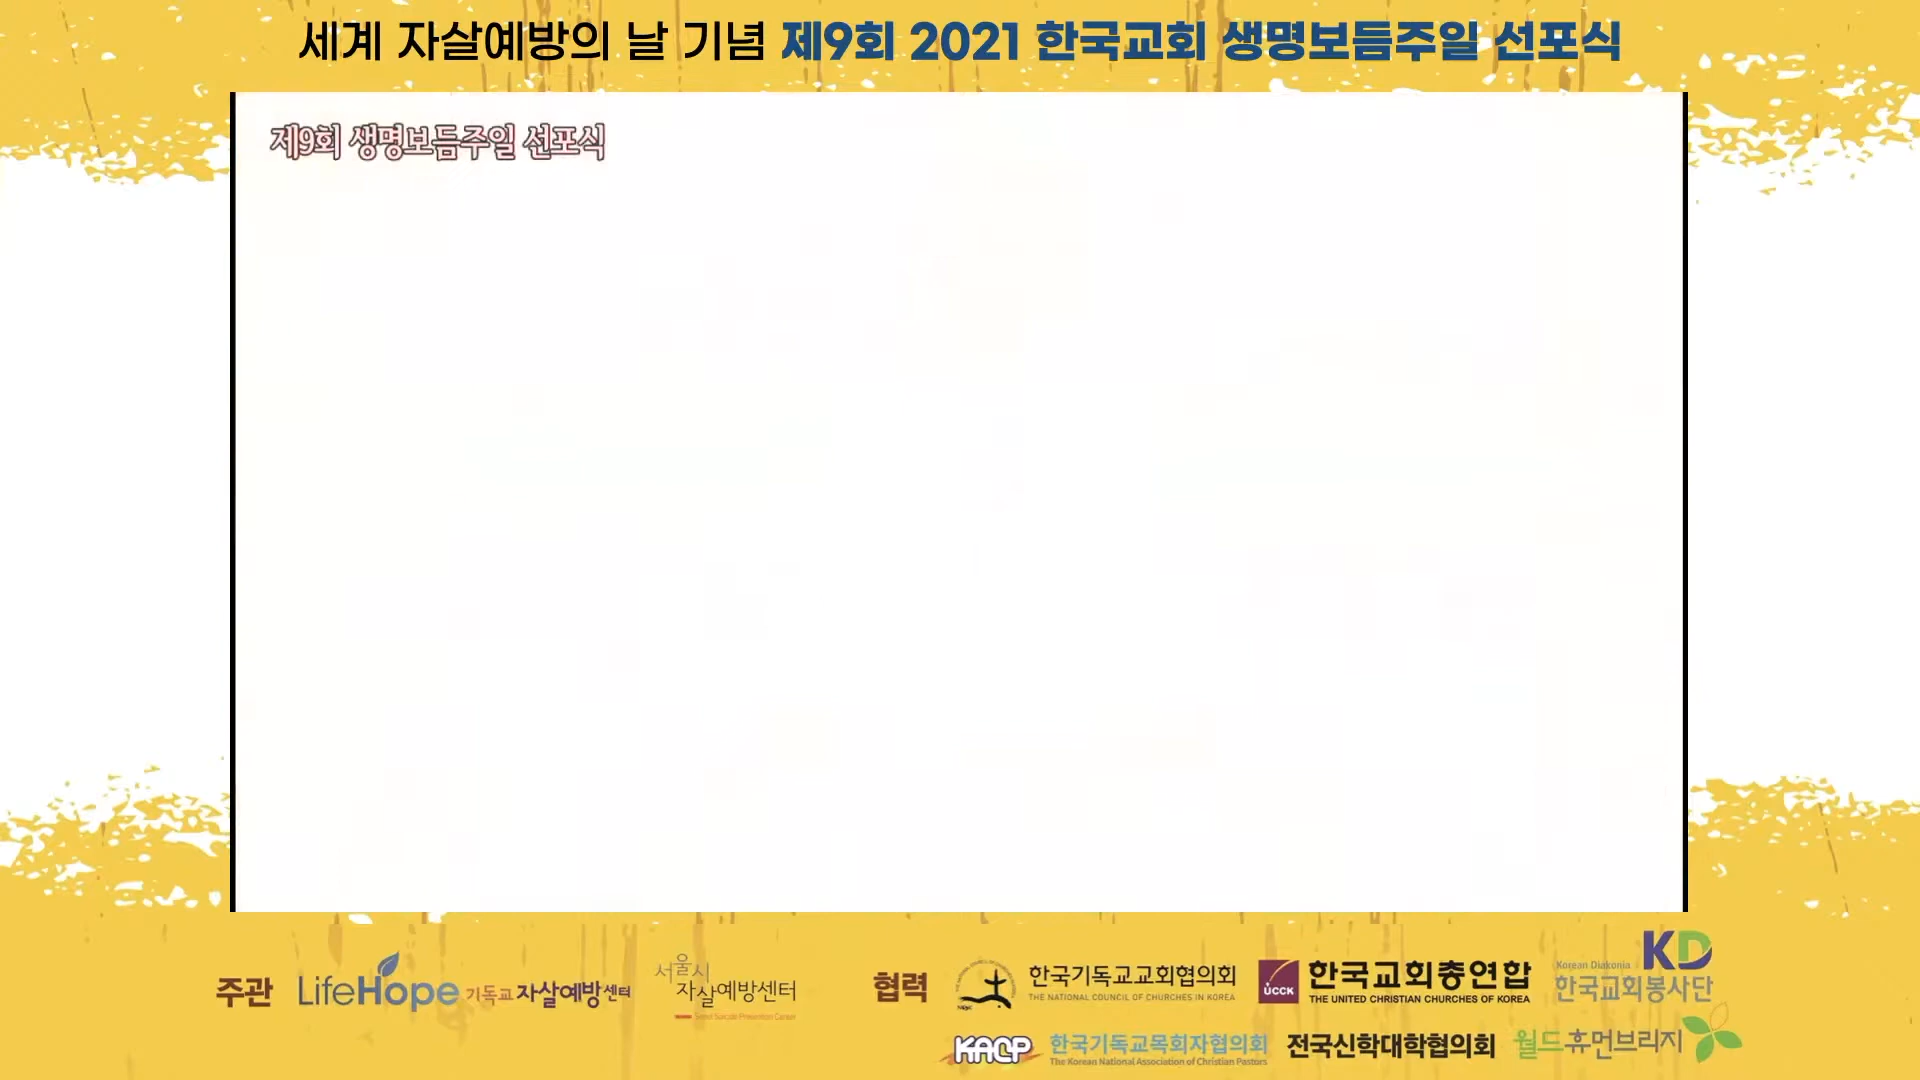 세계 자살예방의 날 기념 제9회 2021 한국교회 생명보듬주일 선포식
제9회 생명보듬주일 선포식
주관 LifeHope 기독교 자살예방센터 서울시 자살예방센터
Seoul Suicide Prevention Center
협력 한국기독교교회협의회
THE NATIONAL COUNCIL OF CHURCHES IN KOREA
UCCK 한국교회총연합
THE UNITED CHRISTIAN CHURCHES OF KOREA
KD
Korean Diakonia
한국교회봉사단
KACP 한국기독교목회자협의회
The Korean National Association of Christian Pastors
전국신학대학협의회
월드휴먼브리지